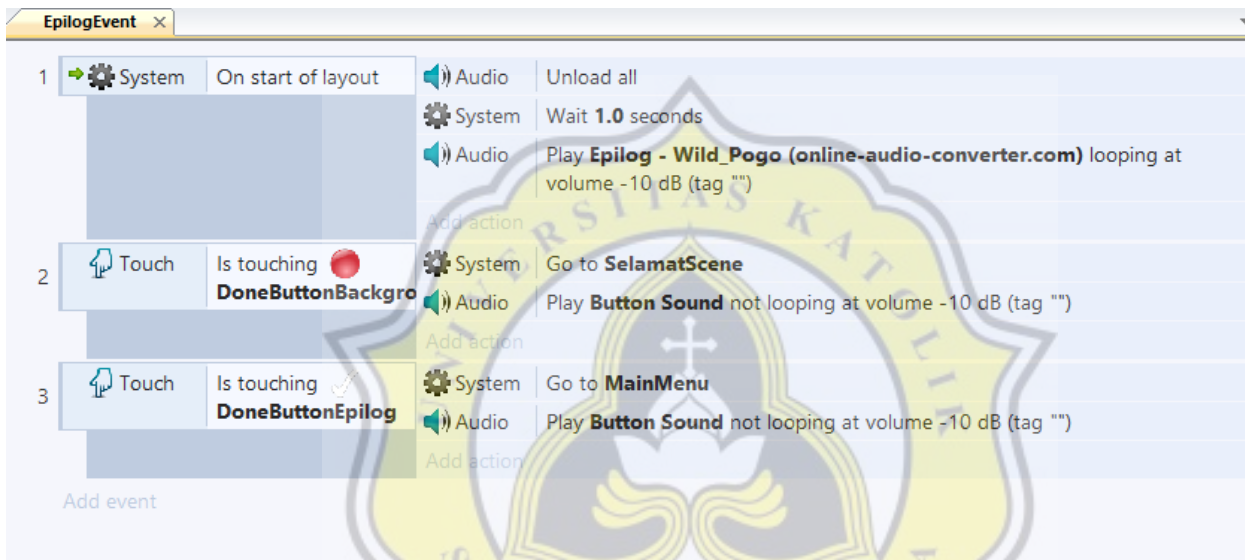 EpilogEvent
1 System On start of layout Audio Unload all
System Wait 1.0 seconds
Audio Play Epilog - Wild_Pogo (online-audio-converter.com) looping at
volume -10 dB (tag "")
Add action
2 Touch Is touching System Go to SelamatScene
DoneButtonBackgro Audio Play Button Sound not looping at volume -10 dB (tag "")
Add action
3 Touch Is touching System Go to MainMenu
DoneButtonEpilog Audio Play Button Sound not looping at volume -10 dB (tag "")
Add action
Add event
UNIVERSITAS KATOLIK